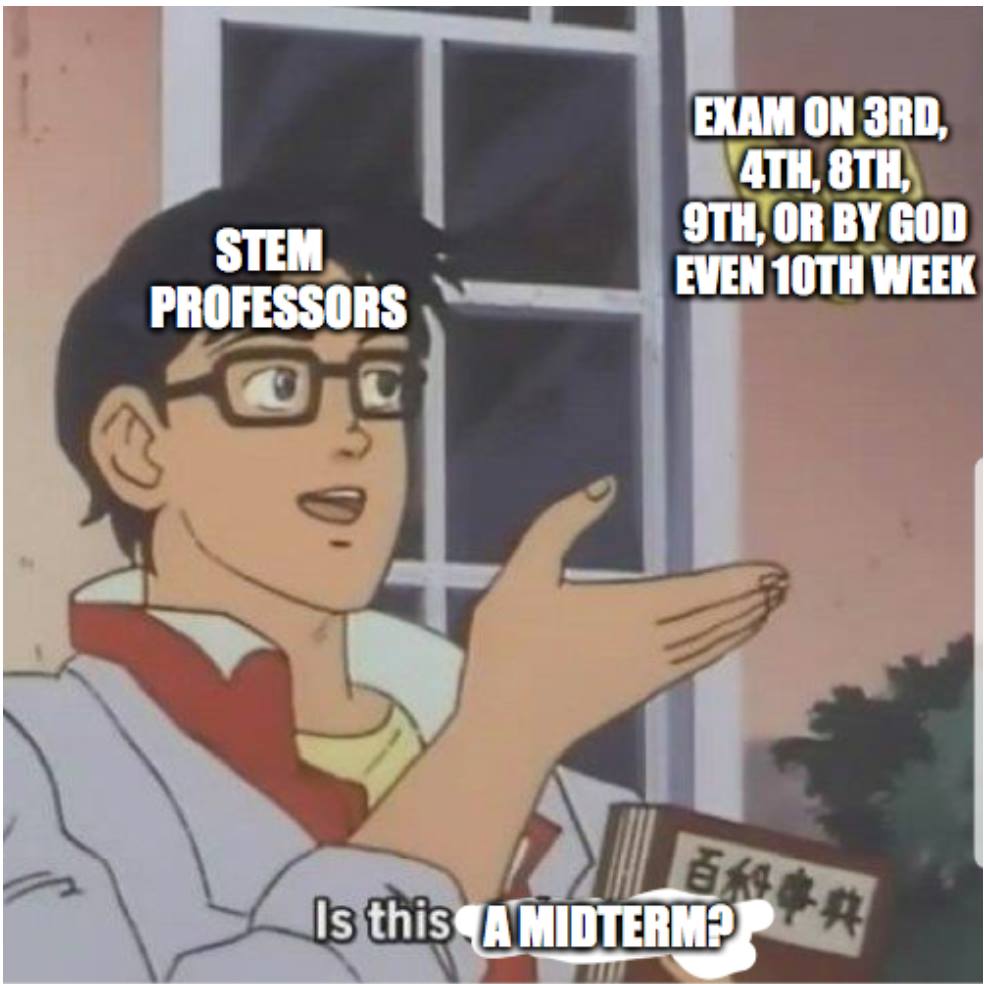 EXAM ON 3RD,
4TH, 8TH,
9TH, OR BY GOD
EVEN 10TH WEEK
STEM
PROFESSORS
百科事典
Is this A MIDTERM?